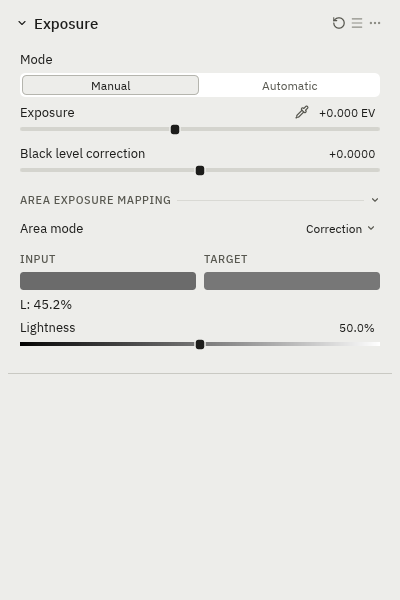 Exposure
Mode
Manual Automatic
Exposure +0.000 EV
Black level correction +0.0000
AREA EXPOSURE MAPPING
Area mode Correction
INPUT TARGET
L: 45.2%
Lightness 50.0%